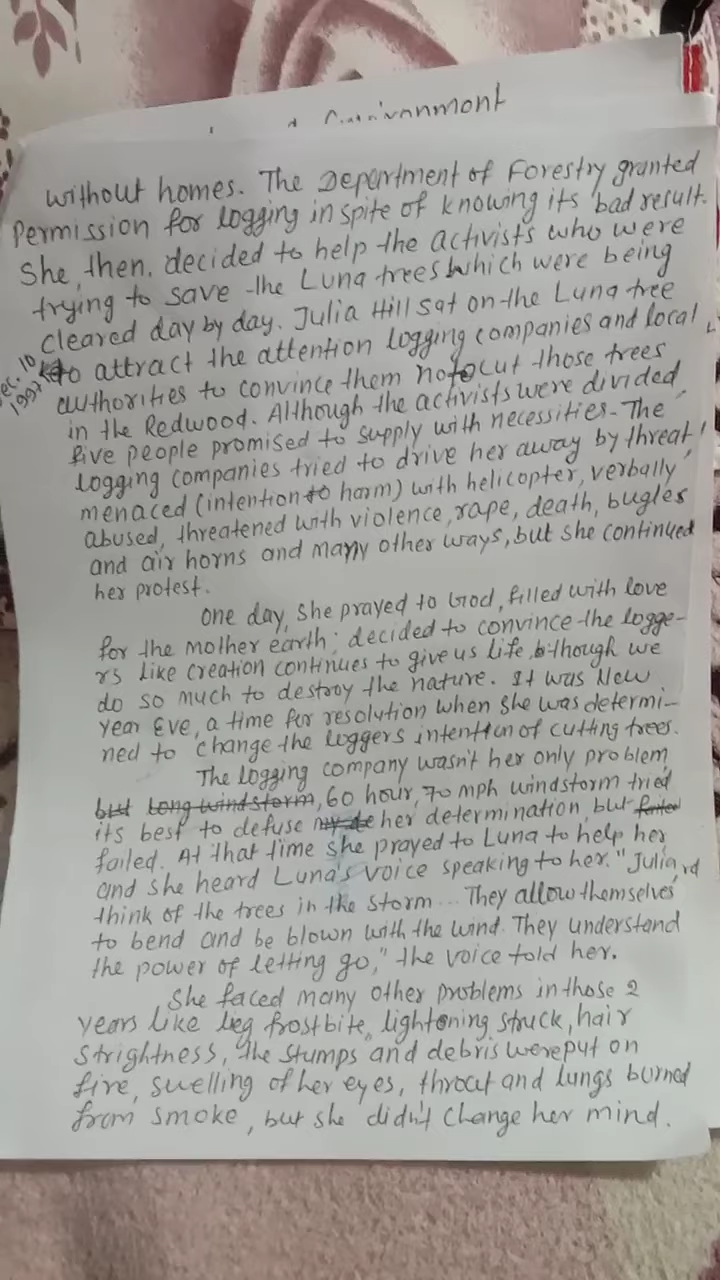 without homes. The Department of Forestry granted
Permission for logging in spite of knowing its bad result.
She, then, decided to help the activists who were
trying to save the Luna trees which were being
cleared day by day. Julia Hill sat on the Luna tree
to attract the attention logging companies and local
Dec. 10
1997
authorities to convince them not to cut those trees
in the Redwood. Although the activists were divided,
five people promised to supply with necessities. The
logging companies tried to drive her away by threat,
menaced (intention to harm) with helicopter, verbally
abused, threatened with violence, rape, death, bugles
and air horns and many other ways, but she continued
her protest.
One day, she prayed to God, filled with love
for the mother earth; decided to convince the logge-
rs like creation continues to give us life, though we
do so much to destroy the nature. It was New
year Eve, a time for resolution when she was determi-
ned to change the loggers intention of cutting trees.
The logging company wasn't her only problem,
but long windstorm, 60 hour, 70 mph windstorm tried
its best to defuse her determination, but failed
failed. At that time she prayed to Luna to help her
and she heard Luna's voice speaking to her. "Julia,
think of the trees in the storm... They allow themselves
to bend and be blown with the wind. They understand
the power of letting go," the voice told her.
She faced many other problems in those 2
years like leg frostbite, lightening struck, hair
strightness, the stumps and debris were put on
fire, swelling of her eyes, throat and lungs burned
from smoke, but she didn't change her mind.